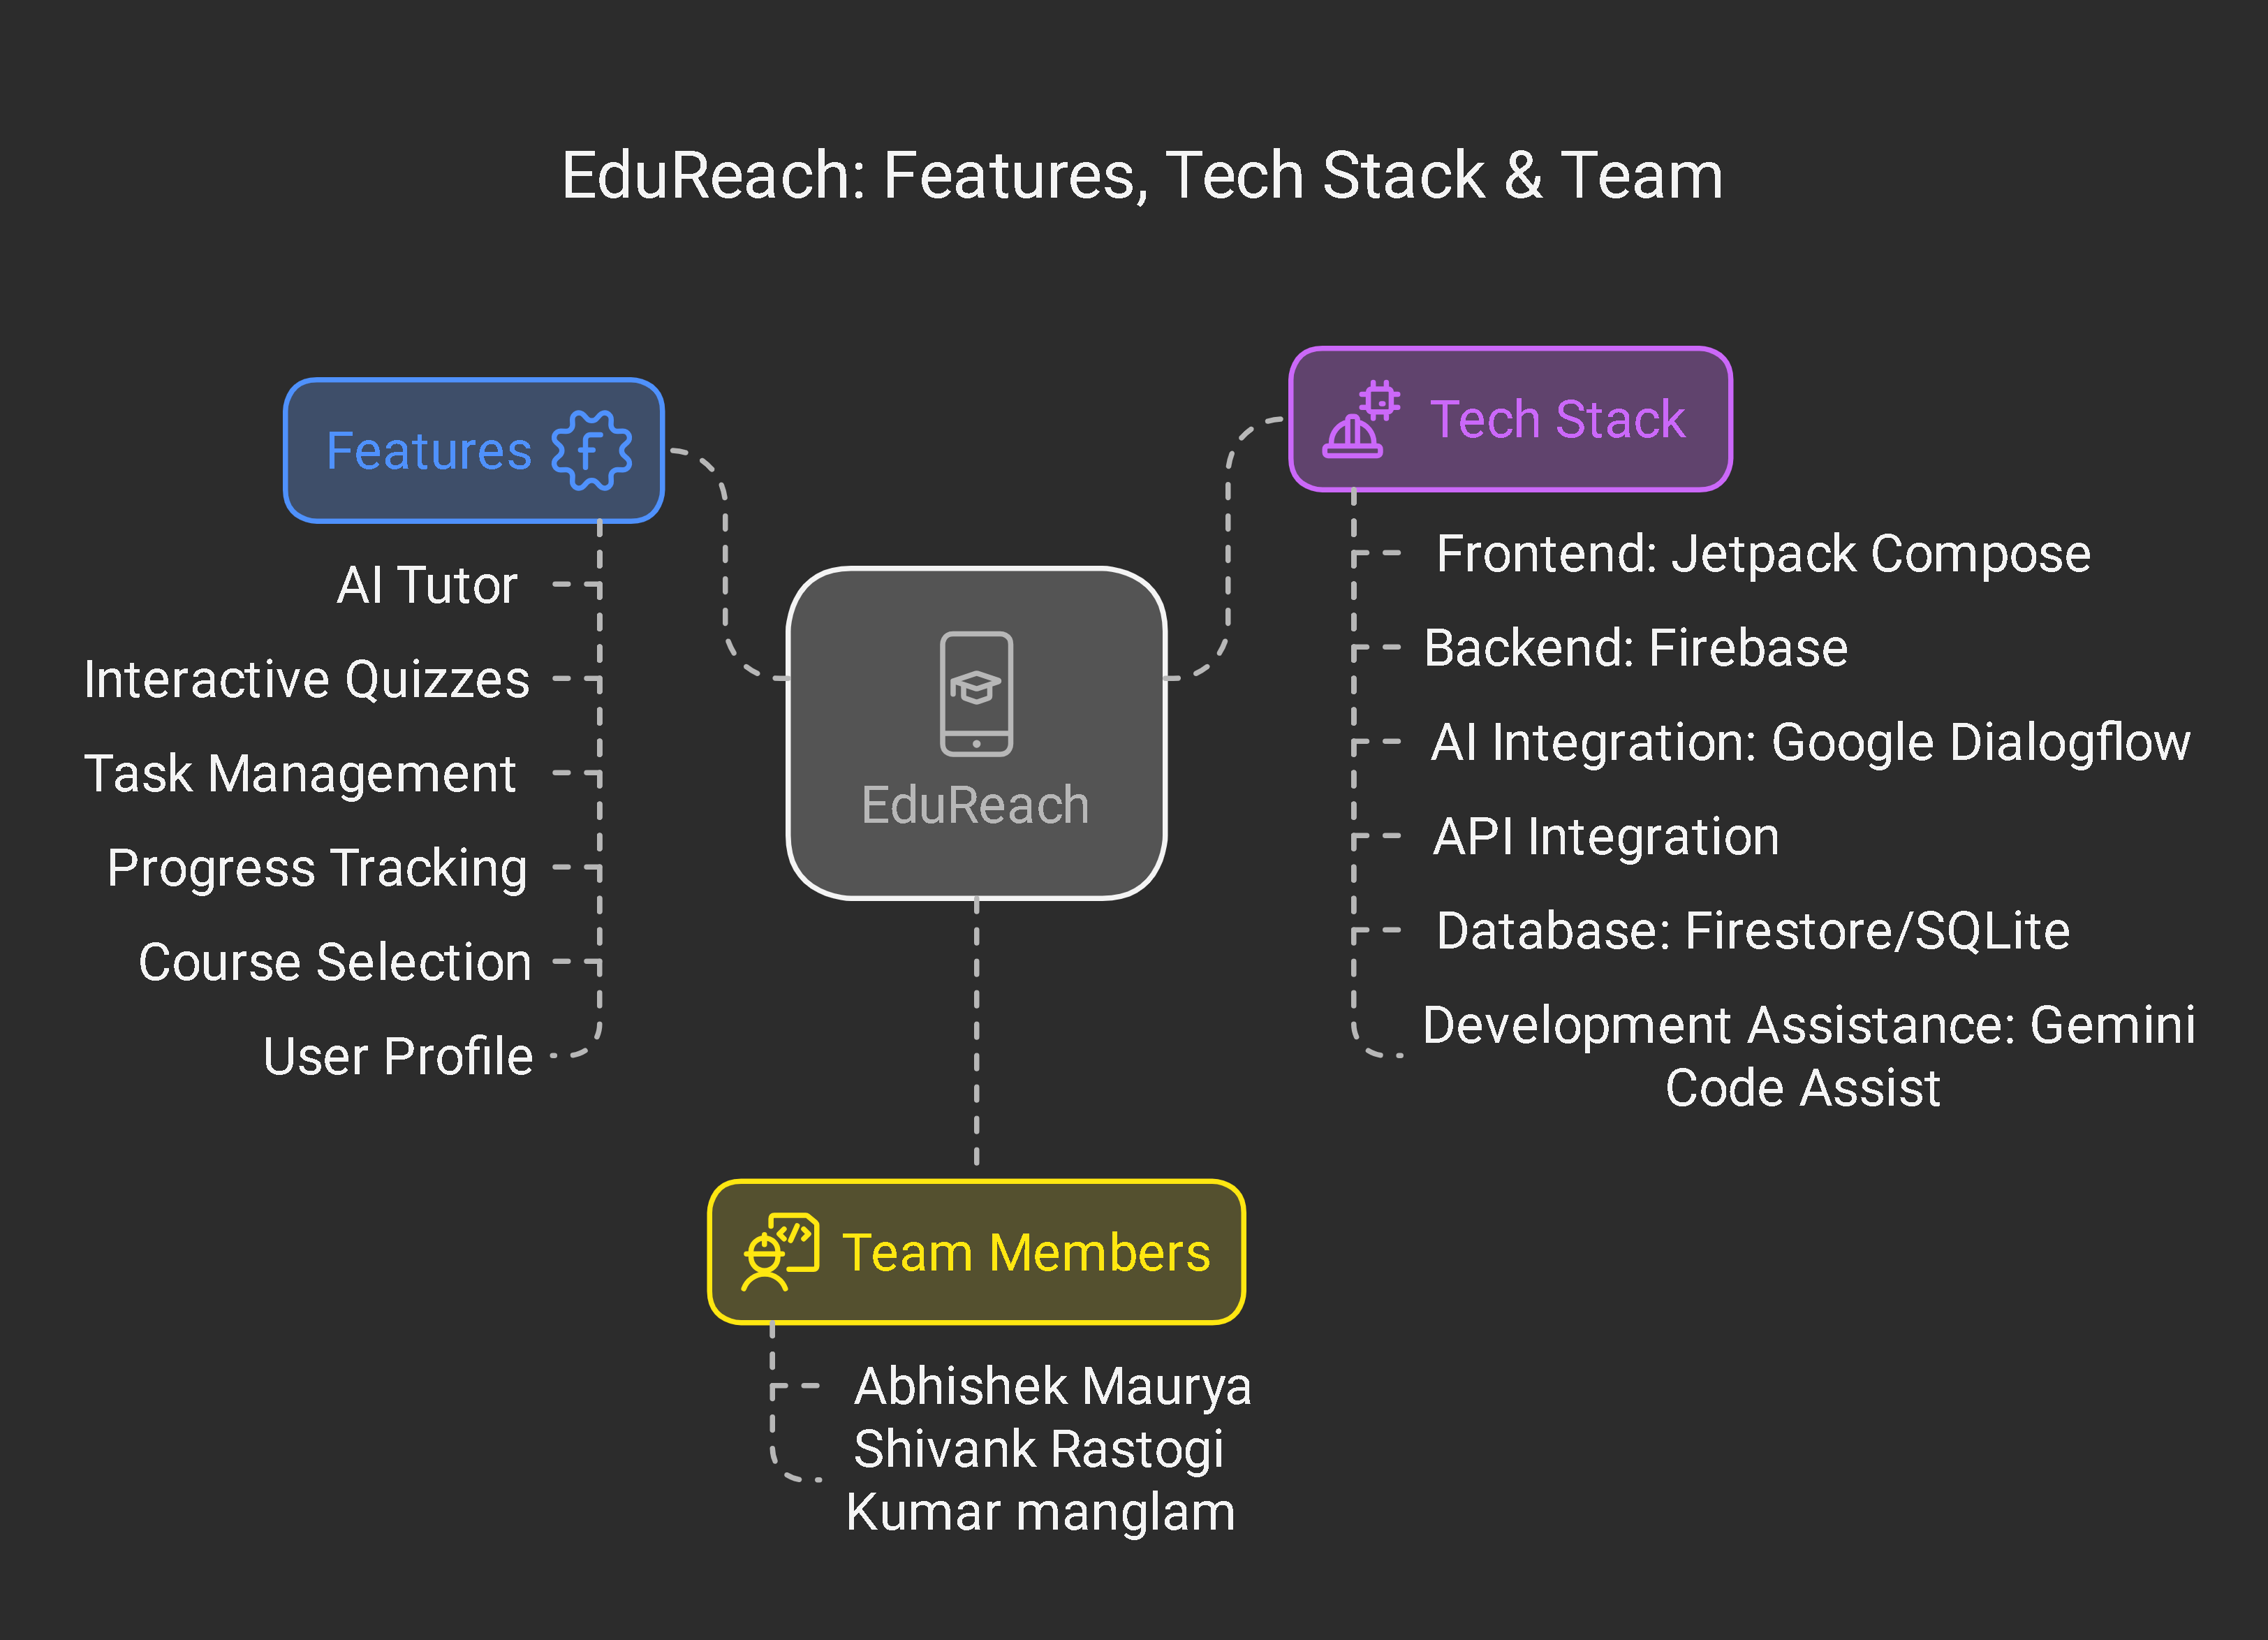 EduReach: Features, Tech Stack & Team
Features
AI Tutor
Interactive Quizzes
Task Management
Progress Tracking
Course Selection
User Profile
EduReach
Tech Stack
Frontend: Jetpack Compose
Backend: Firebase
AI Integration: Google Dialogflow
API Integration
Database: Firestore/SQLite
Development Assistance: Gemini
Code Assist
Team Members
Abhishek Maurya
Shivank Rastogi
Kumar manglam